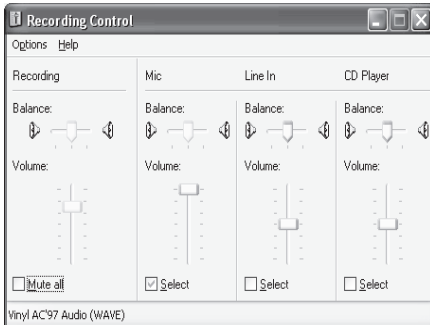 Recording Control
Options Help
Recording Mic Line In CD Player
Balance: Balance: Balance: Balance:
Volume: Volume: Volume: Volume:
Mute all Select Select Select
Vinyl AC'97 Audio (WAVE)